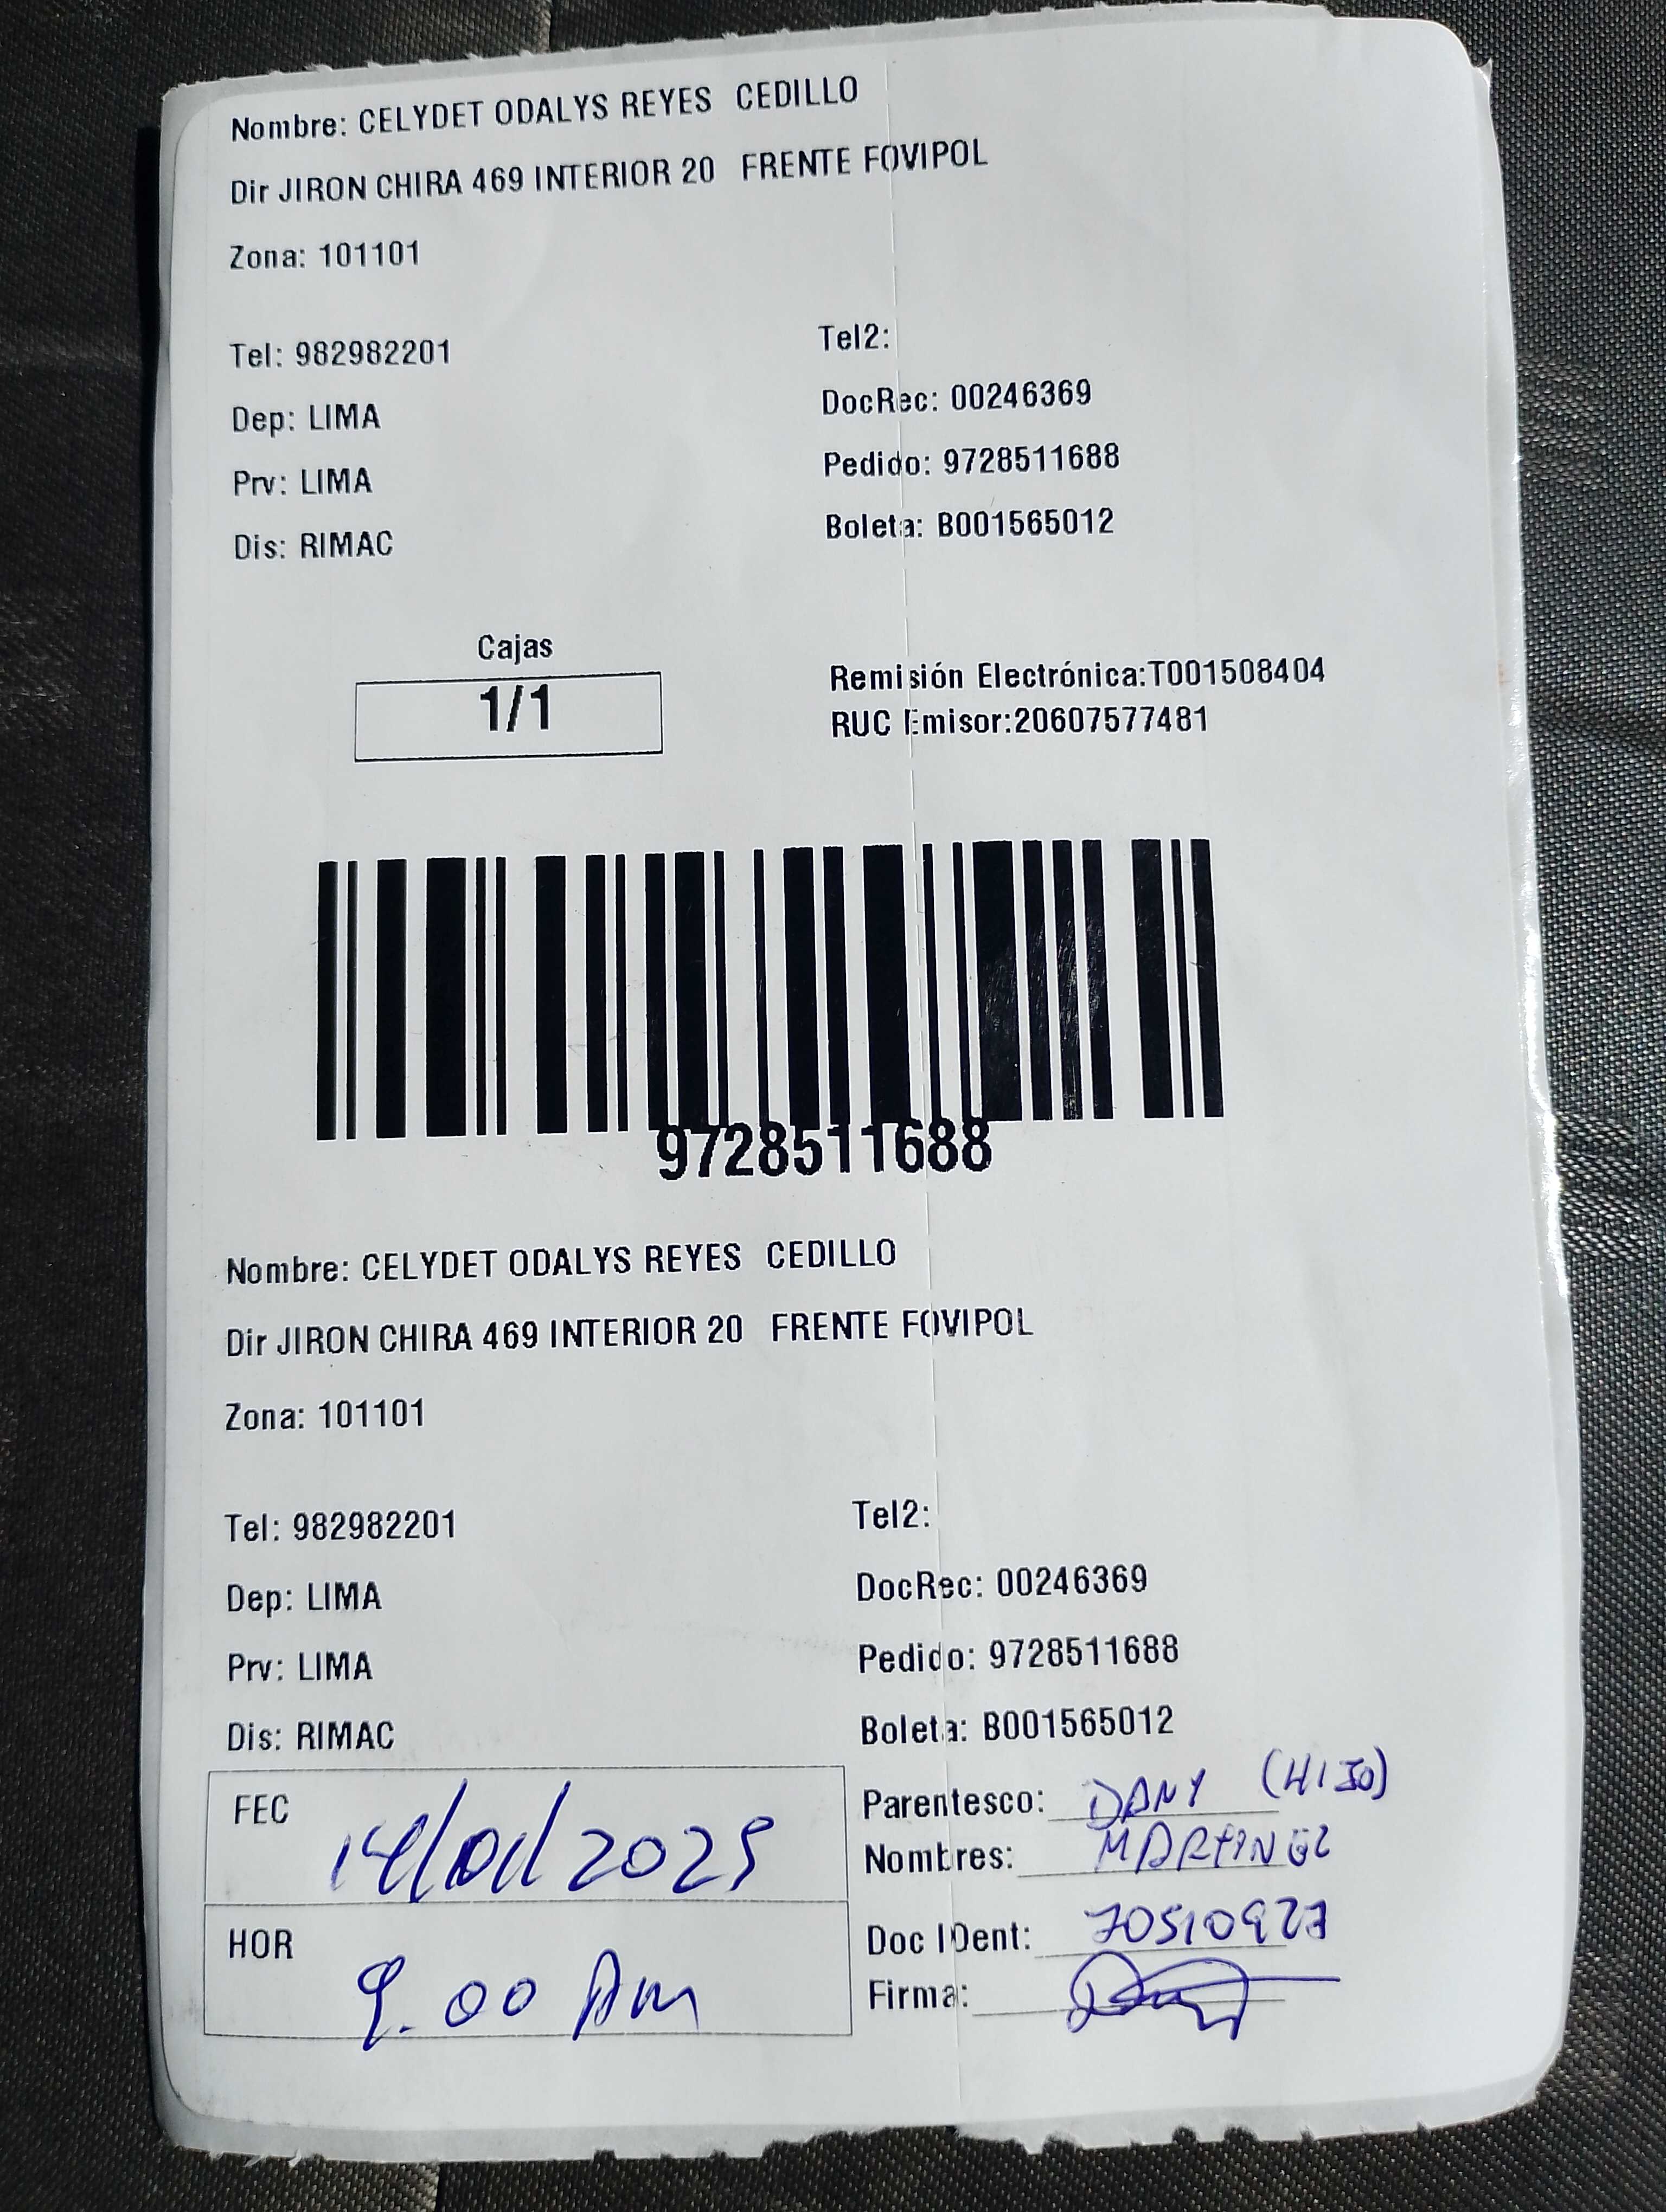 Nombre: CELYDET ODALYS REYES CEDILLO
Dir JIRON CHIRA 469 INTERIOR 20 FRENTE FOVIPOL
Zona: 101101
Tel: 982982201
Tel2:
Dep: LIMA
DocRec: 00246369
Prv: LIMA
Pedido: 9728511688
Dis: RIMAC
Boleta: B001565012
Cajas
1/1
Remisión Electrónica:T001508404
RUC Emisor:20607577481
9728511688
Nombre: CELYDET ODALYS REYES CEDILLO
Dir JIRON CHIRA 469 INTERIOR 20 FRENTE FOVIPOL
Zona: 101101
Tel: 982982201
Tel2:
Dep: LIMA
DocRec: 00246369
Prv: LIMA
Pedido: 9728511688
Dis: RIMAC
Boleta: B001565012
FEC
Parentesco: DANY (HIJO)
Nombres: MARTINEZ
HOR 9.00 Am
Doc IDent: 70510927
Firma: